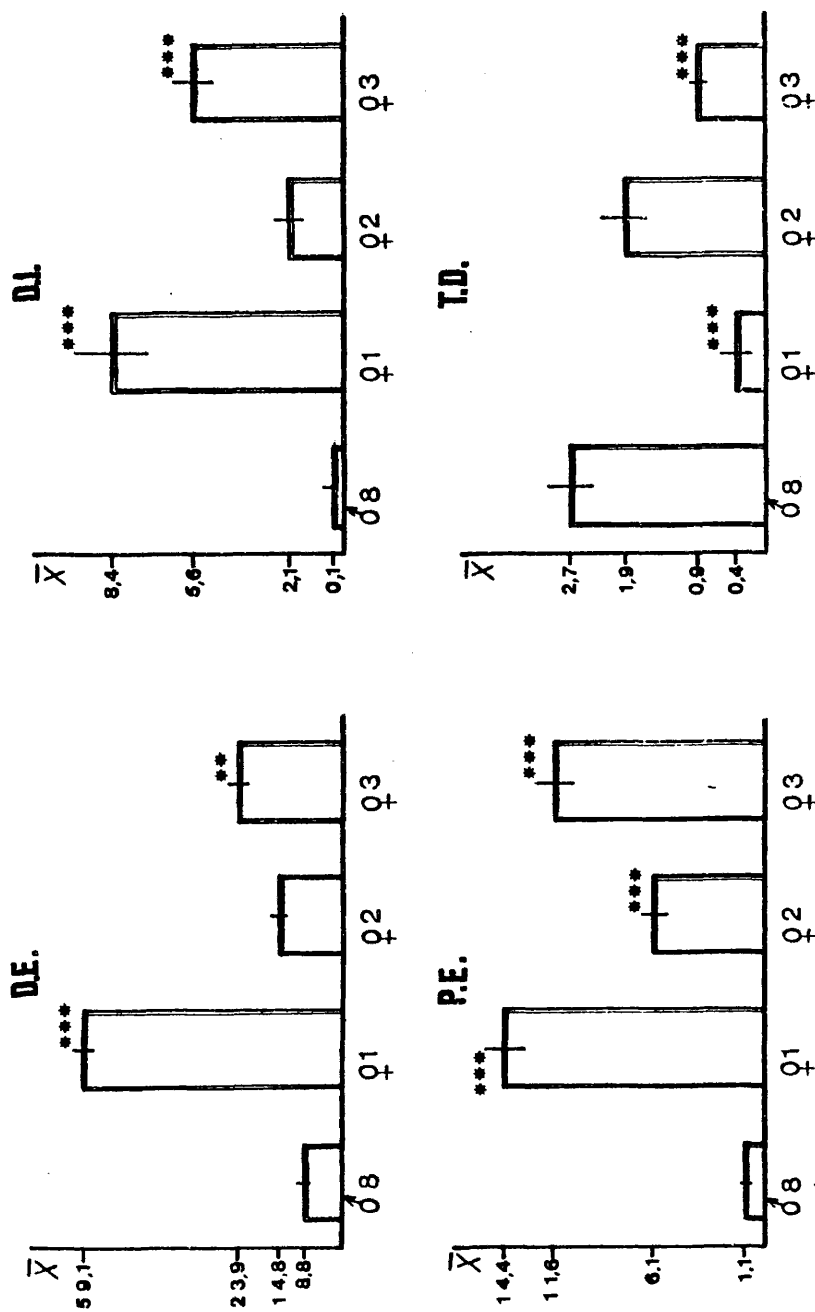 D.E.
X̅
59,1
23,9
14,8
8,8
***
**
♂8 ♀1 ♀2 ♀3
D.I.
X̅
8,4
5,6
2,1
0,1
***
***
♂8 ♀1 ♀2 ♀3
P.E.
X̅
14,4
11,6
6,1
1,1
***
***
***
♂8 ♀1 ♀2 ♀3
T.D.
X̅
2,7
1,9
0,9
0,4
***
***
♂8 ♀1 ♀2 ♀3